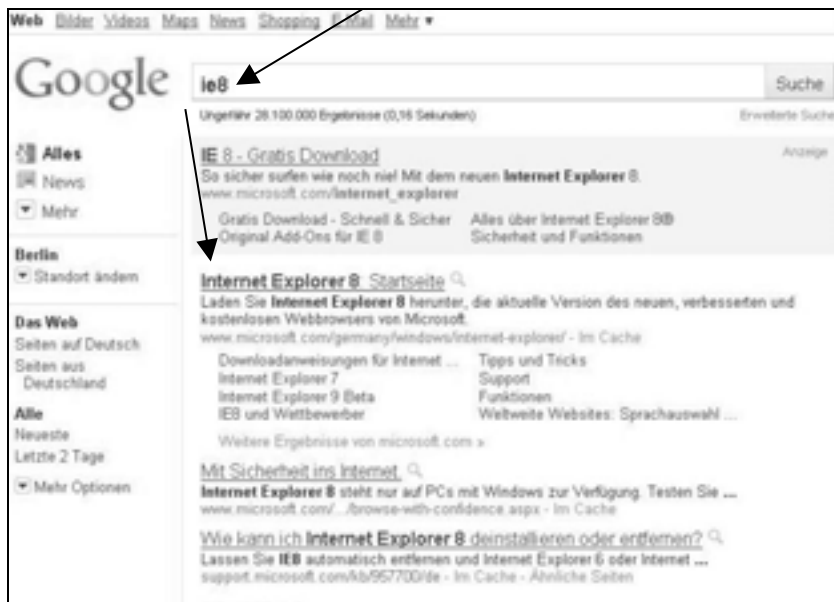 Web Bilder Videos Maps News Shopping E-Mail Mehr ▼
Google
ie8
Suche
Ungefähr 28.100.000 Ergebnisse (0,16 Sekunden)
Erweiterte Suche
Alles
News
Mehr
Berlin
Standort ändern
Das Web
Seiten auf Deutsch
Seiten aus
Deutschland
Alle
Neueste
Letzte 2 Tage
Mehr Optionen
IE 8 - Gratis Download
Anzeige
So sicher surfen wie noch nie! Mit dem neuen Internet Explorer 8.
www.microsoft.com/internet_explorer
Gratis Download - Schnell & Sicher Alles über Internet Explorer 8®
Original Add-Ons für IE 8 Sicherheit und Funktionen
Internet Explorer 8 Startseite
Laden Sie Internet Explorer 8 herunter, die aktuelle Version des neuen, verbesserten und
kostenlosen Webbrowsers von Microsoft.
www.microsoft.com/germany/windows/internet-explorer/ - Im Cache
Downloadanweisungen für Internet ... Tipps und Tricks
Internet Explorer 7 Support
Internet Explorer 9 Beta Funktionen
IE8 und Wettbewerber Weltweite Websites: Sprachauswahl ...
Weitere Ergebnisse von microsoft.com »
Mit Sicherheit ins Internet
Internet Explorer 8 steht nur auf PCs mit Windows zur Verfügung. Testen Sie ...
www.microsoft.com/.../browse-with-confidence.aspx - Im Cache
Wie kann ich Internet Explorer 8 deinstallieren oder entfernen?
Lassen Sie IE8 automatisch entfernen und Internet Explorer 6 oder Internet ...
support.microsoft.com/kb/957700/de - Im Cache - Ähnliche Seiten